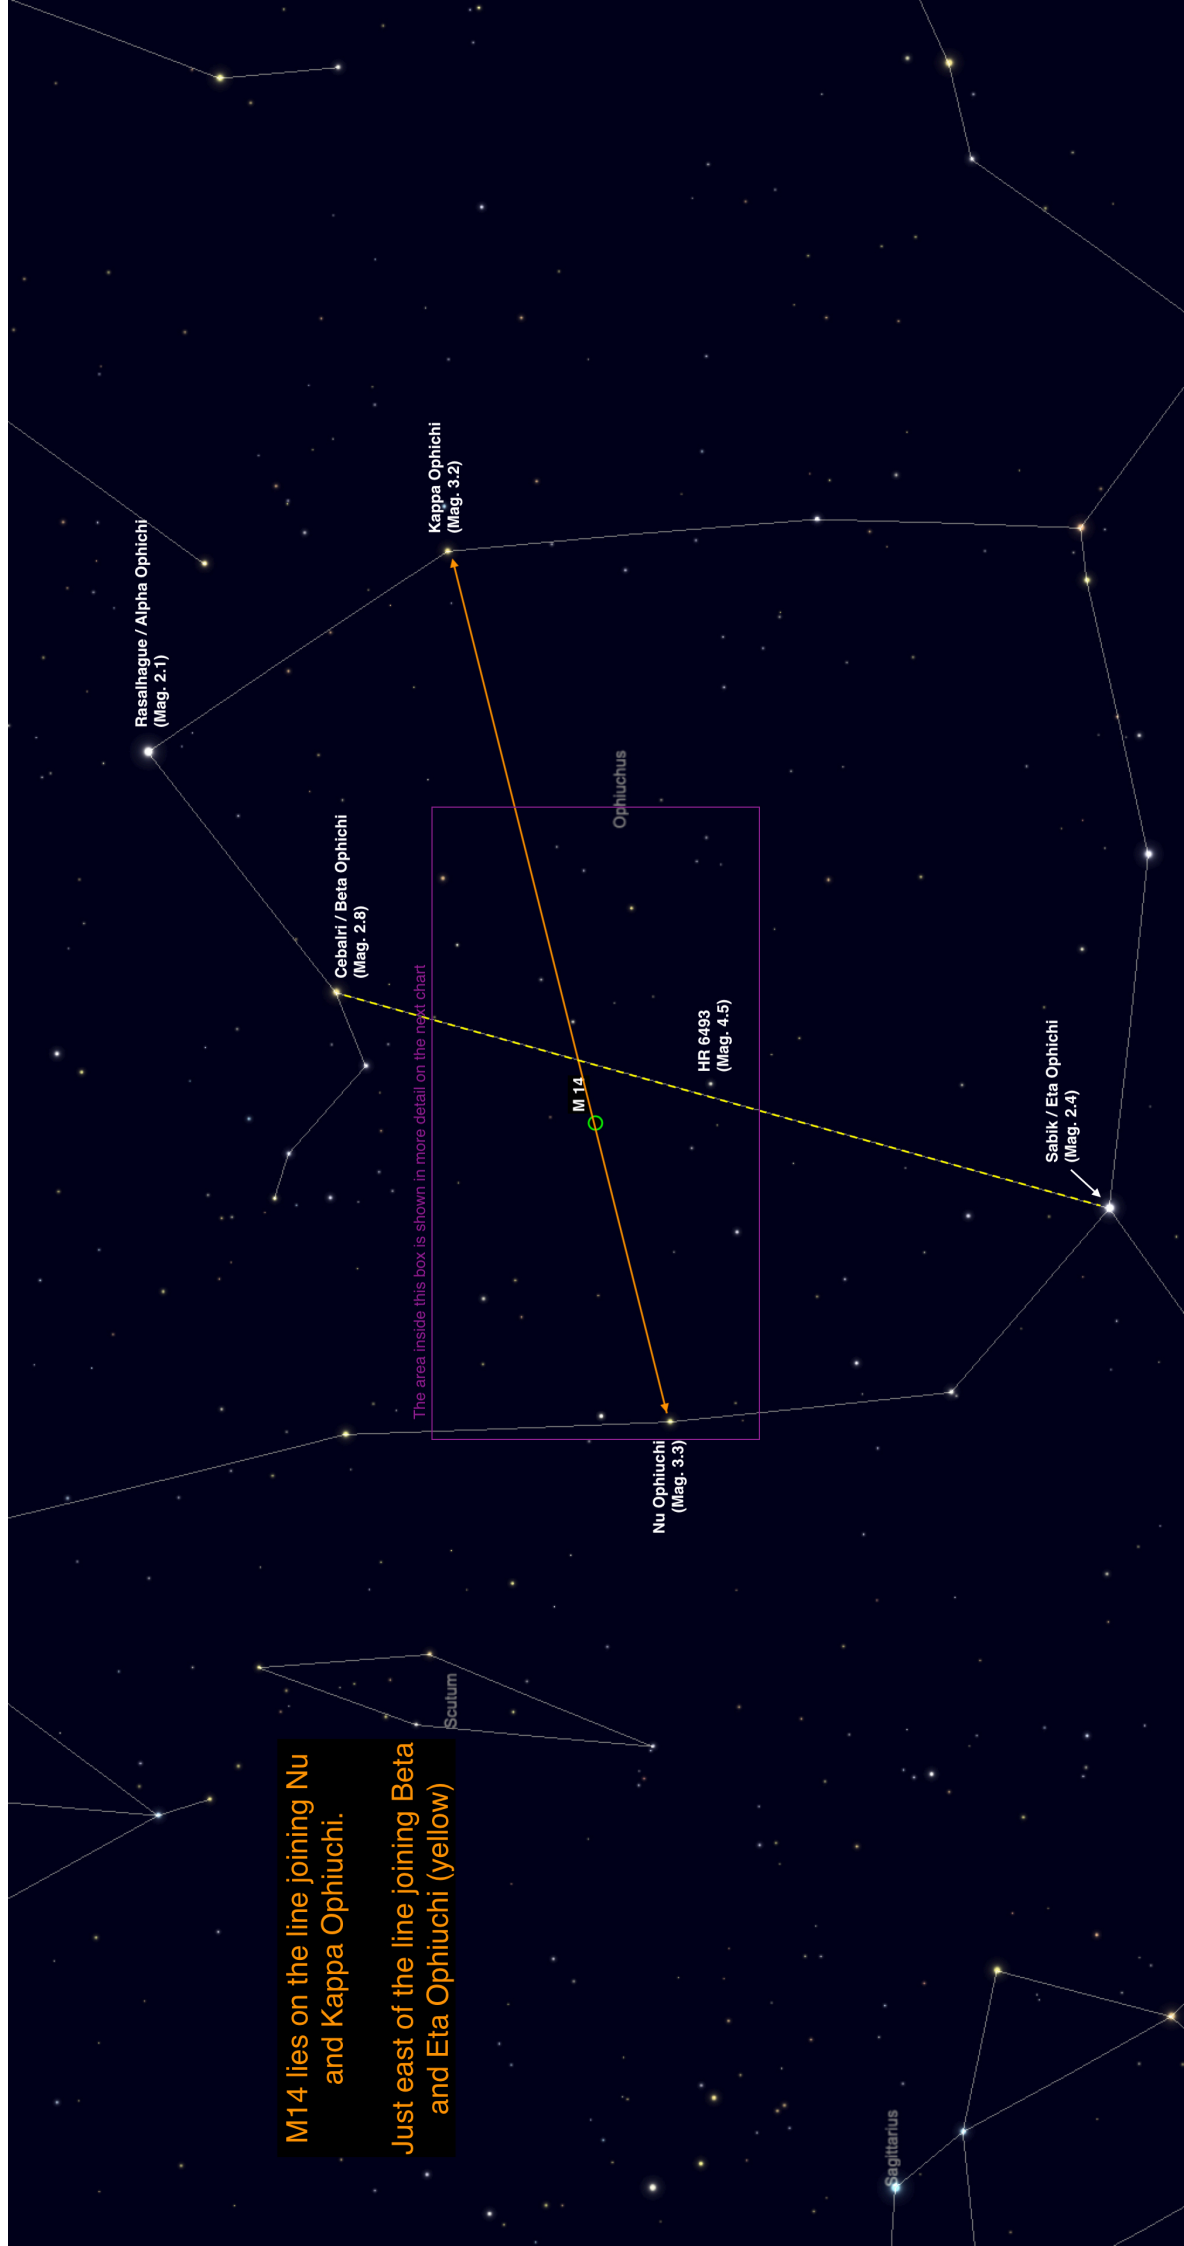 Rasalhague / Alpha Ophichi
(Mag. 2.1)
M14 lies on the line joining Nu
and Kappa Ophiuchi.
Just east of the line joining Beta
and Eta Ophiuchi (yellow)
Cebalri / Beta Ophichi
(Mag. 2.8)
The area inside this box is shown in more detail on the next chart
Kappa Ophichi
(Mag. 3.2)
Scutum
M 14
Ophiuchus
Nu Ophiuchi
(Mag. 3.3)
HR 6493
(Mag. 4.5)
Sagittarius
Sabik / Eta Ophichi
(Mag. 2.4)